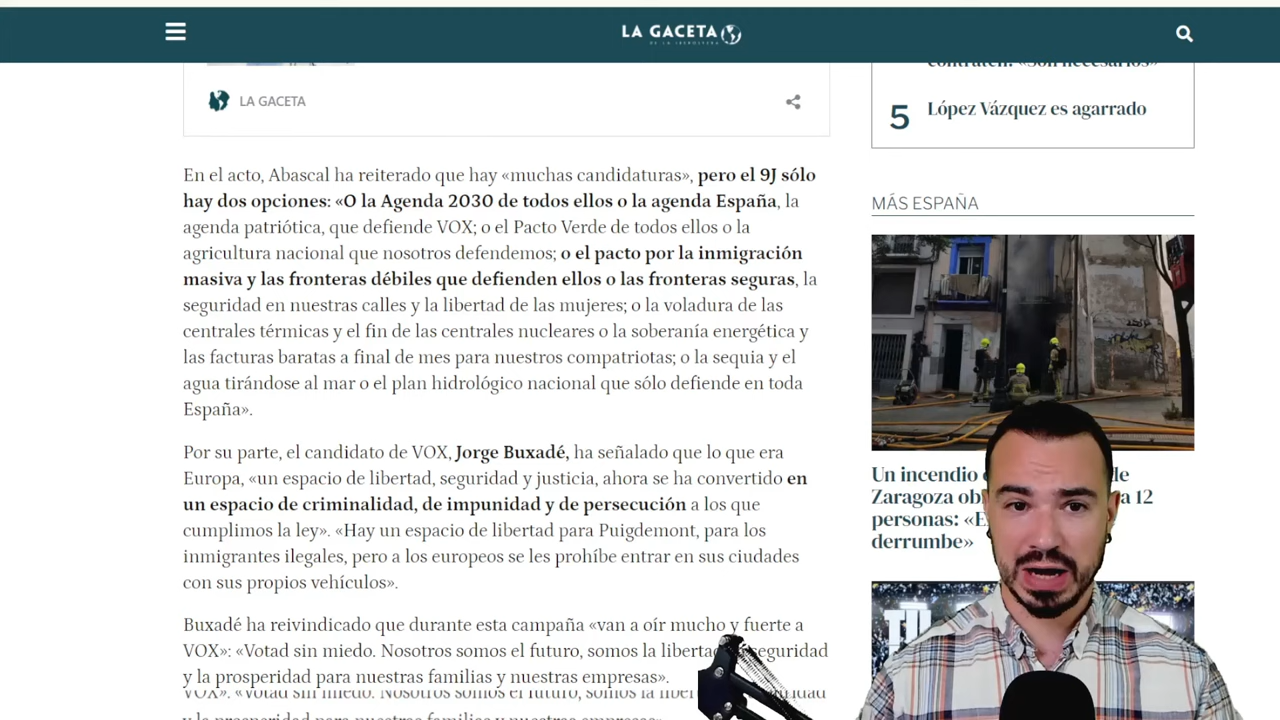 LA GACETA
DE LA IBEROSFERA
LA GACETA
5 López Vázquez es agarrado
MÁS ESPAÑA
En el acto, Abascal ha reiterado que hay «muchas candidaturas», pero el 9J sólo
hay dos opciones: «O la Agenda 2030 de todos ellos o la agenda España, la
agenda patriótica, que defiende VOX; o el Pacto Verde de todos ellos o la
agricultura nacional que nosotros defendemos; o el pacto por la inmigración
masiva y las fronteras débiles que defienden ellos o las fronteras seguras, la
seguridad en nuestras calles y la libertad de las mujeres; o la voladura de las
centrales térmicas y el fin de las centrales nucleares o la soberanía energética y
las facturas baratas a final de mes para nuestros compatriotas; o la sequia y el
agua tirándose al mar o el plan hidrológico nacional que sólo defiende en toda
España».
Por su parte, el candidato de VOX, Jorge Buxadé, ha señalado que lo que era
Europa, «un espacio de libertad, seguridad y justicia, ahora se ha convertido en
un espacio de criminalidad, de impunidad y de persecución a los que
cumplimos la ley». «Hay un espacio de libertad para Puigdemont, para los
inmigrantes ilegales, pero a los europeos se les prohíbe entrar en sus ciudades
con sus propios vehículos».
Buxadé ha reivindicado que durante esta campaña «van a oír mucho y fuerte a
VOX»: «Votad sin miedo. Nosotros somos el futuro, somos la seguridad
y la prosperidad para nuestras familias y nuestras empresas».
Un incendio de
Zaragoza a 12
personas:
derrumbe»